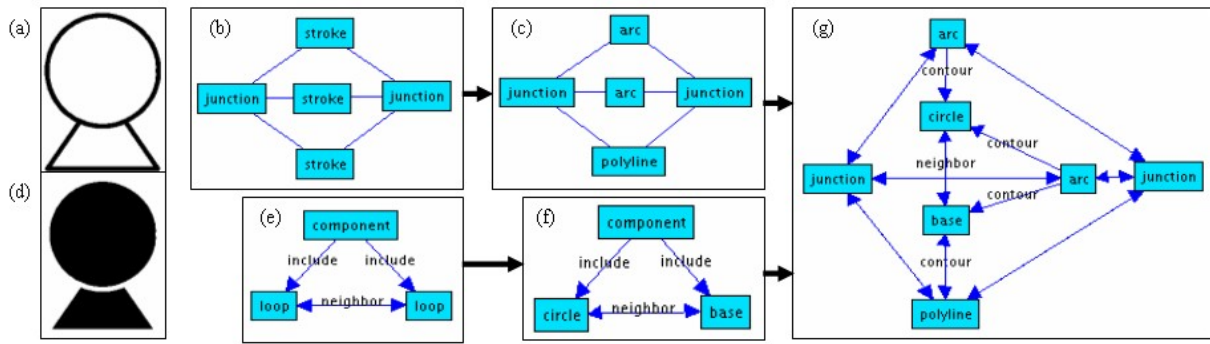 (a)
(b)
stroke
junction
stroke
junction
stroke
(c)
arc
junction
arc
junction
polyline
(d)
(e)
component
include
include
loop
neighbor
loop
(f)
component
include
include
circle
neighbor
base
(g)
arc
contour
circle
contour
neighbor
junction
arc
junction
contour
base
contour
polyline